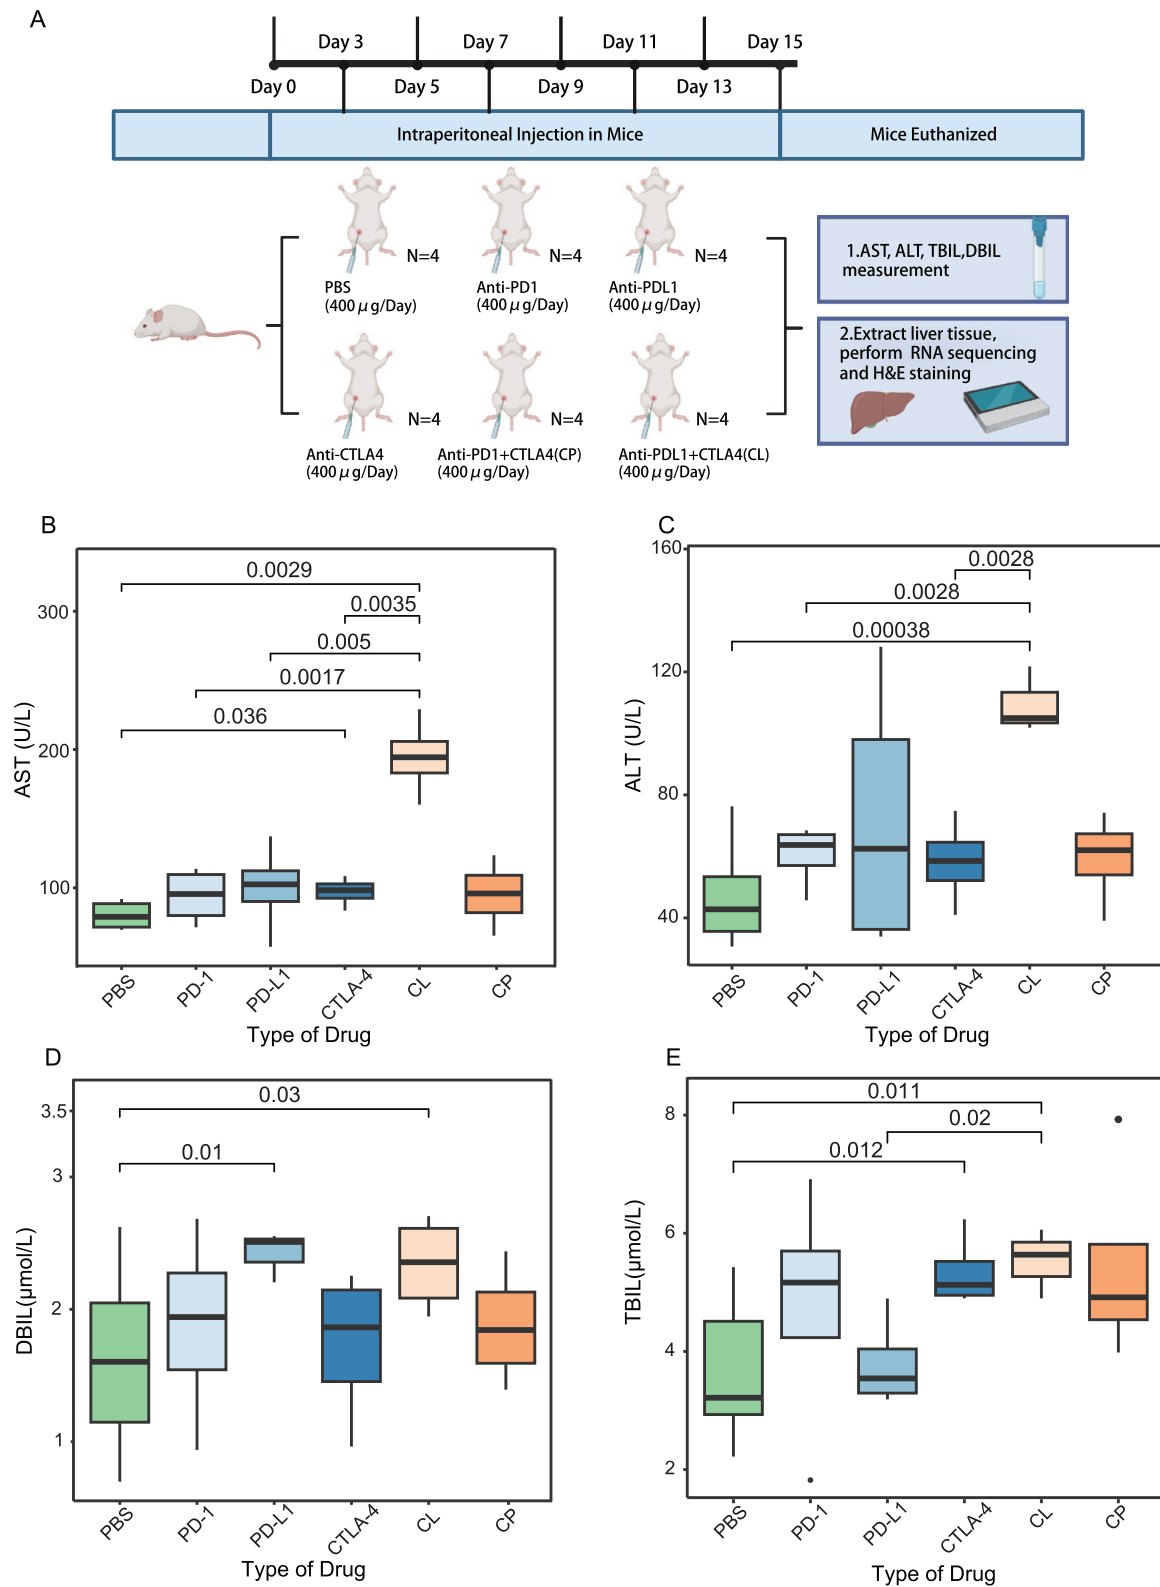 A
Day 3 Day 7 Day 11 Day 15
Day 0 Day 5 Day 9 Day 13
Intraperitoneal Injection in Mice Mice Euthanized
N=4 N=4 N=4
PBS
(400 μg/Day)
Anti-PD1
(400 μg/Day)
Anti-PDL1
(400 μg/Day)
N=4 N=4 N=4
Anti-CTLA4
(400 μg/Day)
Anti-PD1+CTLA4(CP)
(400 μg/Day)
Anti-PDL1+CTLA4(CL)
(400 μg/Day)
1.AST, ALT, TBIL,DBIL
measurement
2.Extract liver tissue,
perform RNA sequencing
and H&E staining
B
AST (U/L)
300
200
100
0.0029
0.0035
0.005
0.0017
0.036
PBS PD-1 PD-L1 CTLA-4 CL CP
Type of Drug
C
ALT (U/L)
160
120
80
40
0.0028
0.0028
0.00038
PBS PD-1 PD-L1 CTLA-4 CL CP
Type of Drug
D
DBIL(μmol/L)
3.5
3
2
1
0.03
0.01
PBS PD-1 PD-L1 CTLA-4 CL CP
Type of Drug
E
TBIL(μmol/L)
8
6
4
2
0.011
0.02
0.012
PBS PD-1 PD-L1 CTLA-4 CL CP
Type of Drug